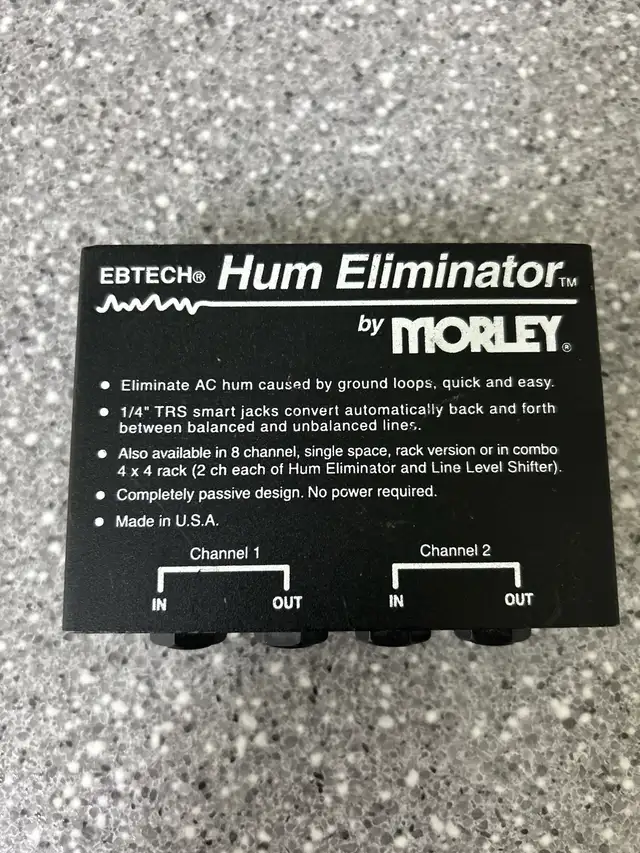 EBTECH® Hum Eliminator™
by MORLEY®
• Eliminate AC hum caused by ground loops, quick and easy.
• 1/4" TRS smart jacks convert automatically back and forth
between balanced and unbalanced lines.
• Also available in 8 channel, single space, rack version or in combo
4 x 4 rack (2 ch each of Hum Eliminator and Line Level Shifter).
• Completely passive design. No power required.
• Made in U.S.A.
Channel 1 Channel 2
IN OUT IN OUT